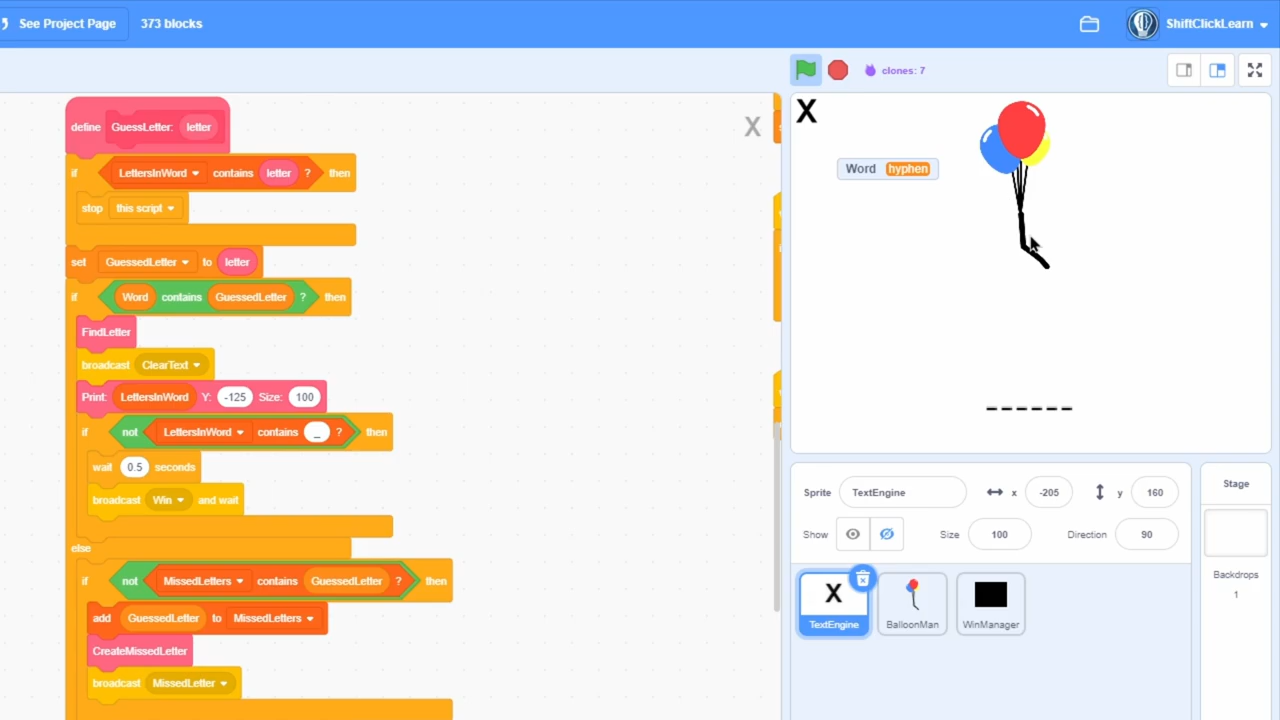 See Project Page
373 blocks
ShiftClickLearn
clones: 7
define GuessLetter: letter
if LettersInWord contains letter ? then
stop this script
set GuessedLetter to letter
if Word contains GuessedLetter ? then
FindLetter
broadcast ClearText
Print: LettersInWord Y: -125 Size: 100
if not LettersInWord contains _ ? then
wait 0.5 seconds
broadcast Win and wait
else
if not MissedLetters contains GuessedLetter ? then
add GuessedLetter to MissedLetters
CreateMissedLetter
broadcast MissedLetter
X
X
Word hyphen
_ _ _ _ _ _
Sprite TextEngine x -205 y 160
Show Size 100 Direction 90
X
TextEngine
BalloonMan
WinManager
Stage
Backdrops
1